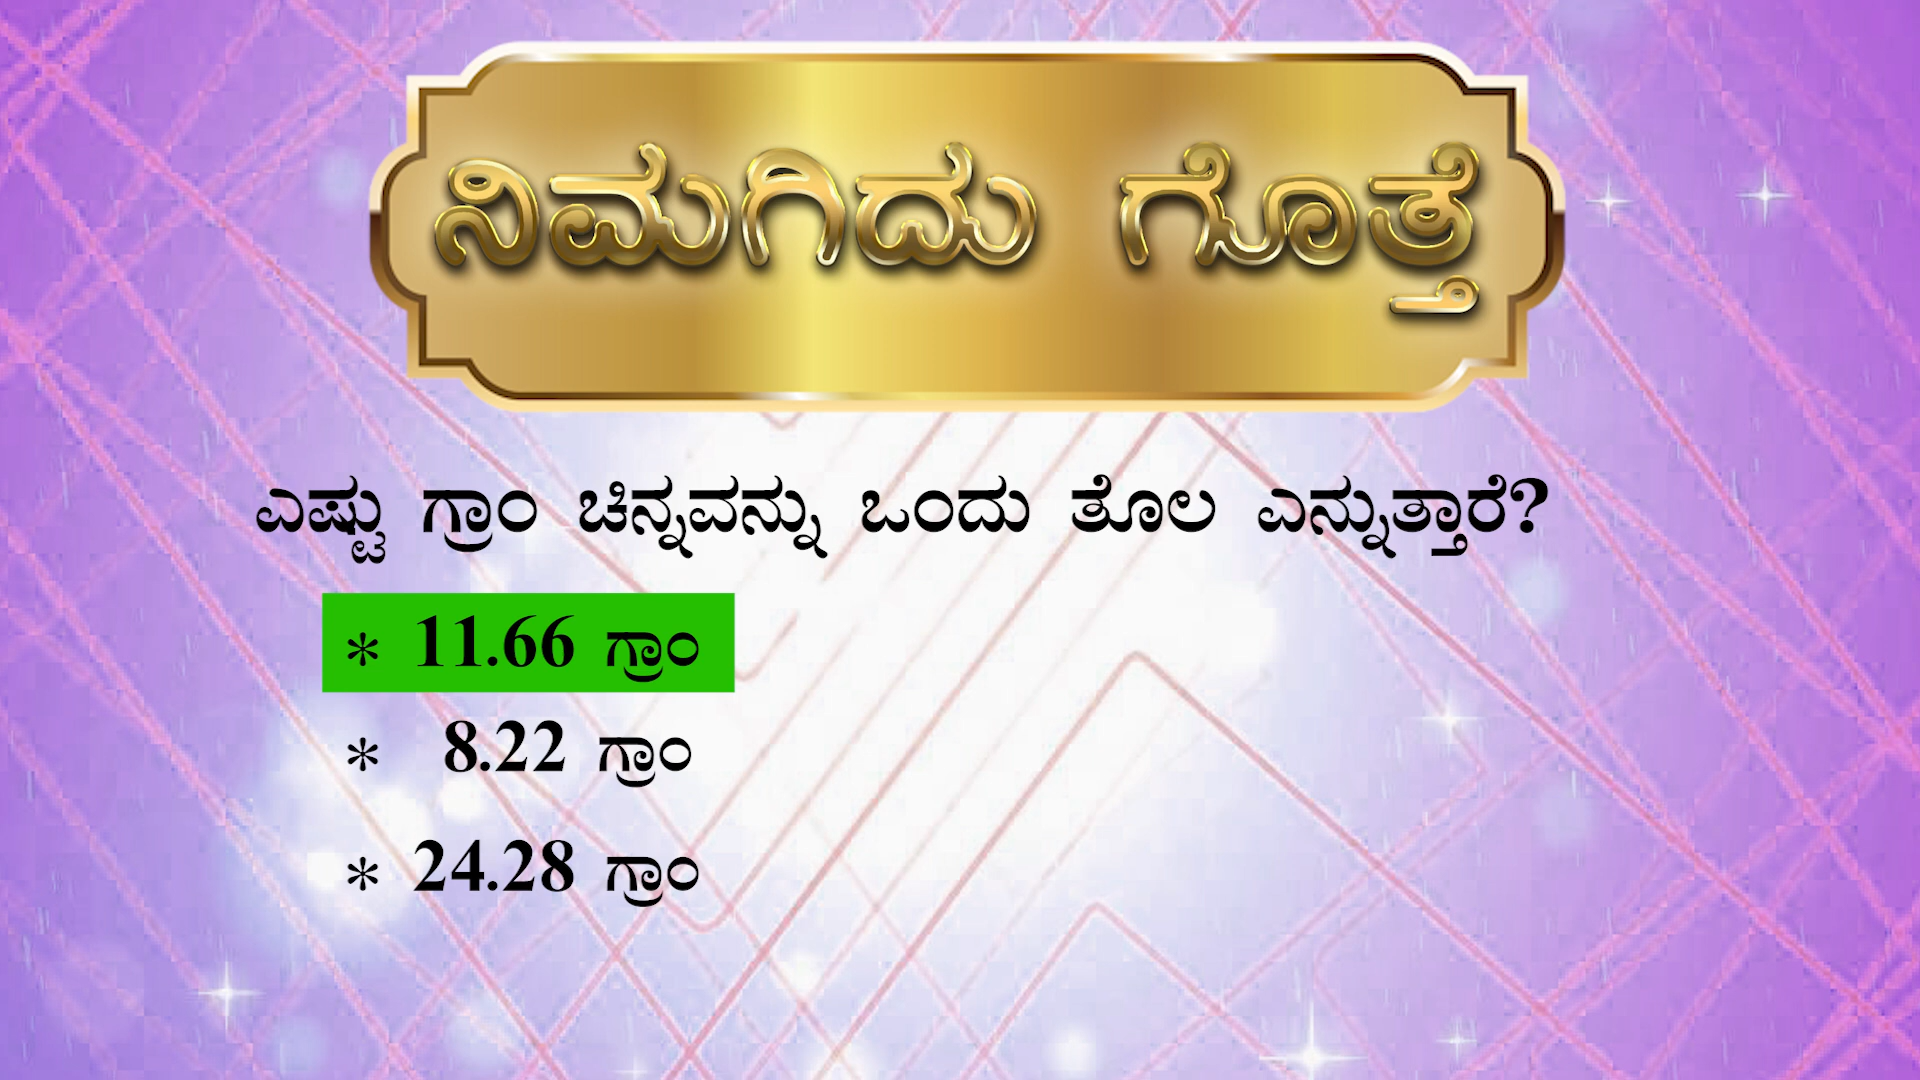 ನಿಮಗಿದು ಗೊತ್ತೆ
ಎಷ್ಟು ಗ್ರಾಂ ಚಿನ್ನವನ್ನು ಒಂದು ತೊಲ ಎನ್ನುತ್ತಾರೆ?
* 11.66 ಗ್ರಾಂ
* 8.22 ಗ್ರಾಂ
* 24.28 ಗ್ರಾಂ